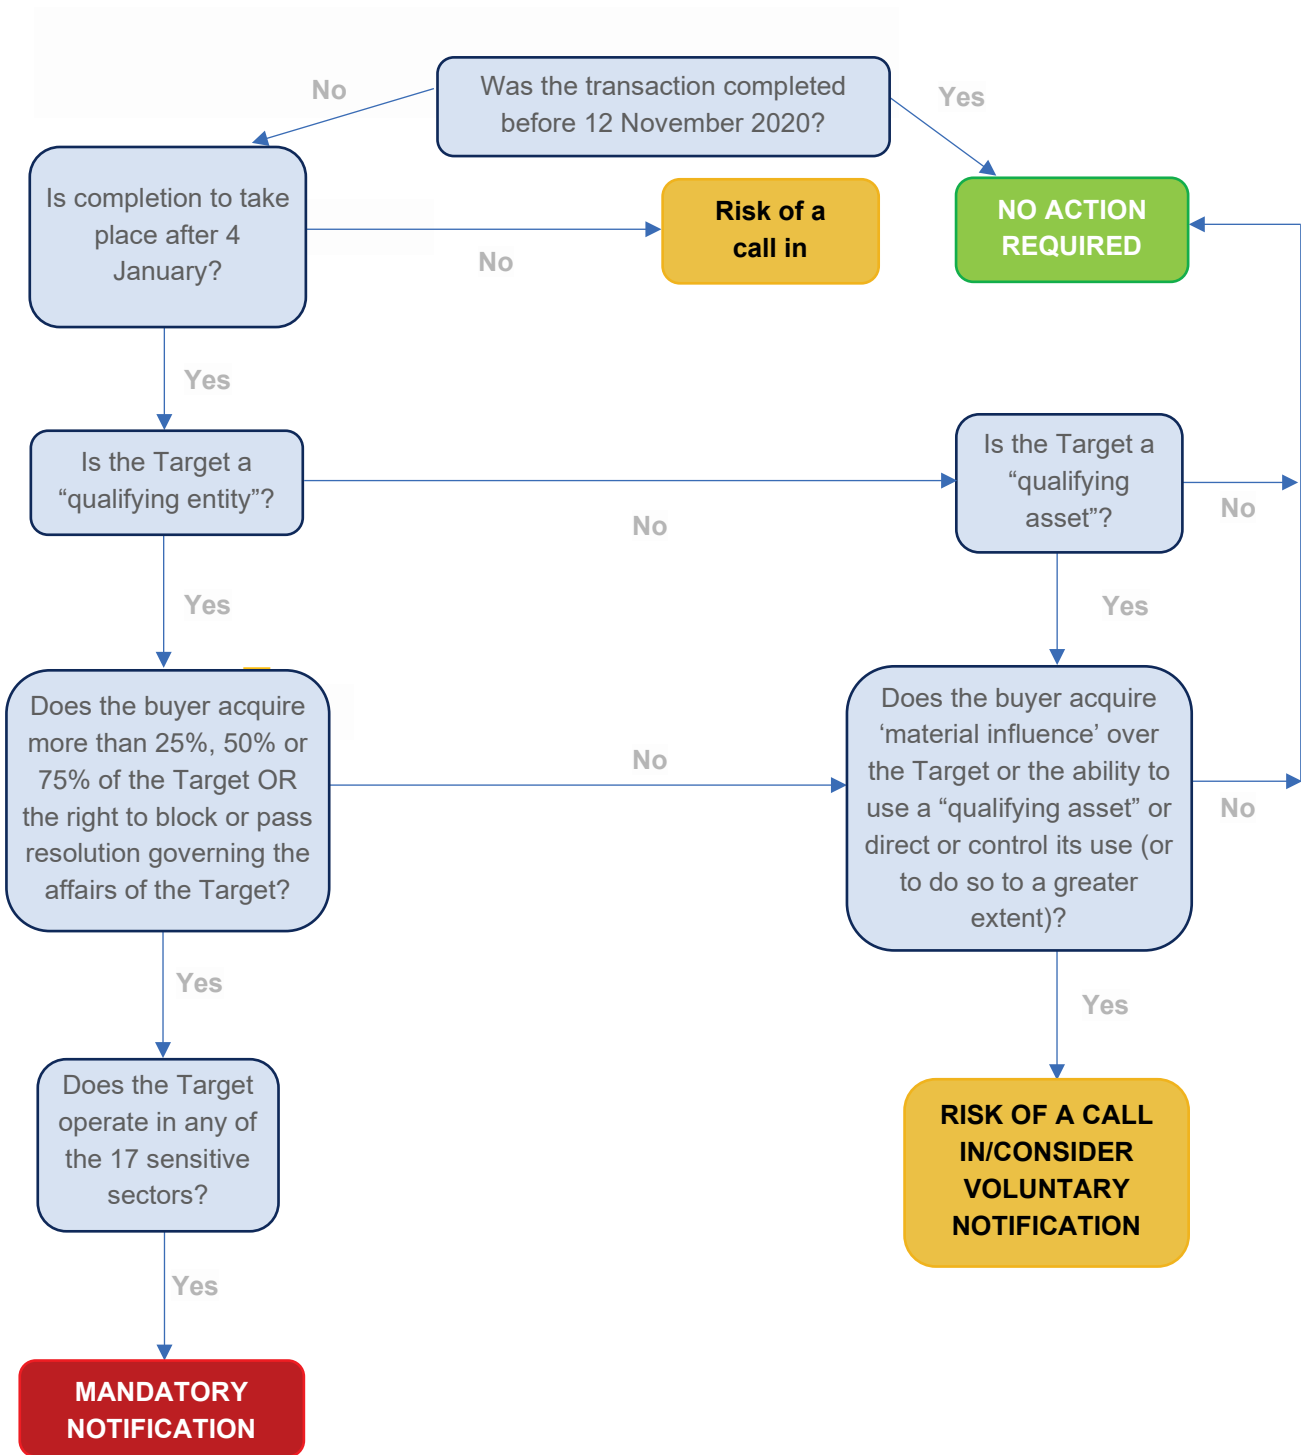 Was the transaction completed
before 12 November 2020?
No
Yes
Is completion to take
place after 4
January?
No
Risk of a
call in
NO ACTION
REQUIRED
Yes
Is the Target a
“qualifying entity”?
No
Is the Target a
“qualifying
asset”?
No
Yes
Yes
Does the buyer acquire
more than 25%, 50% or
75% of the Target OR
the right to block or pass
resolution governing the
affairs of the Target?
No
Does the buyer acquire
‘material influence’ over
the Target or the ability to
use a “qualifying asset” or
direct or control its use (or
to do so to a greater
extent)?
No
Yes
Yes
Does the Target
operate in any of
the 17 sensitive
sectors?
RISK OF A CALL
IN/CONSIDER
VOLUNTARY
NOTIFICATION
Yes
MANDATORY
NOTIFICATION